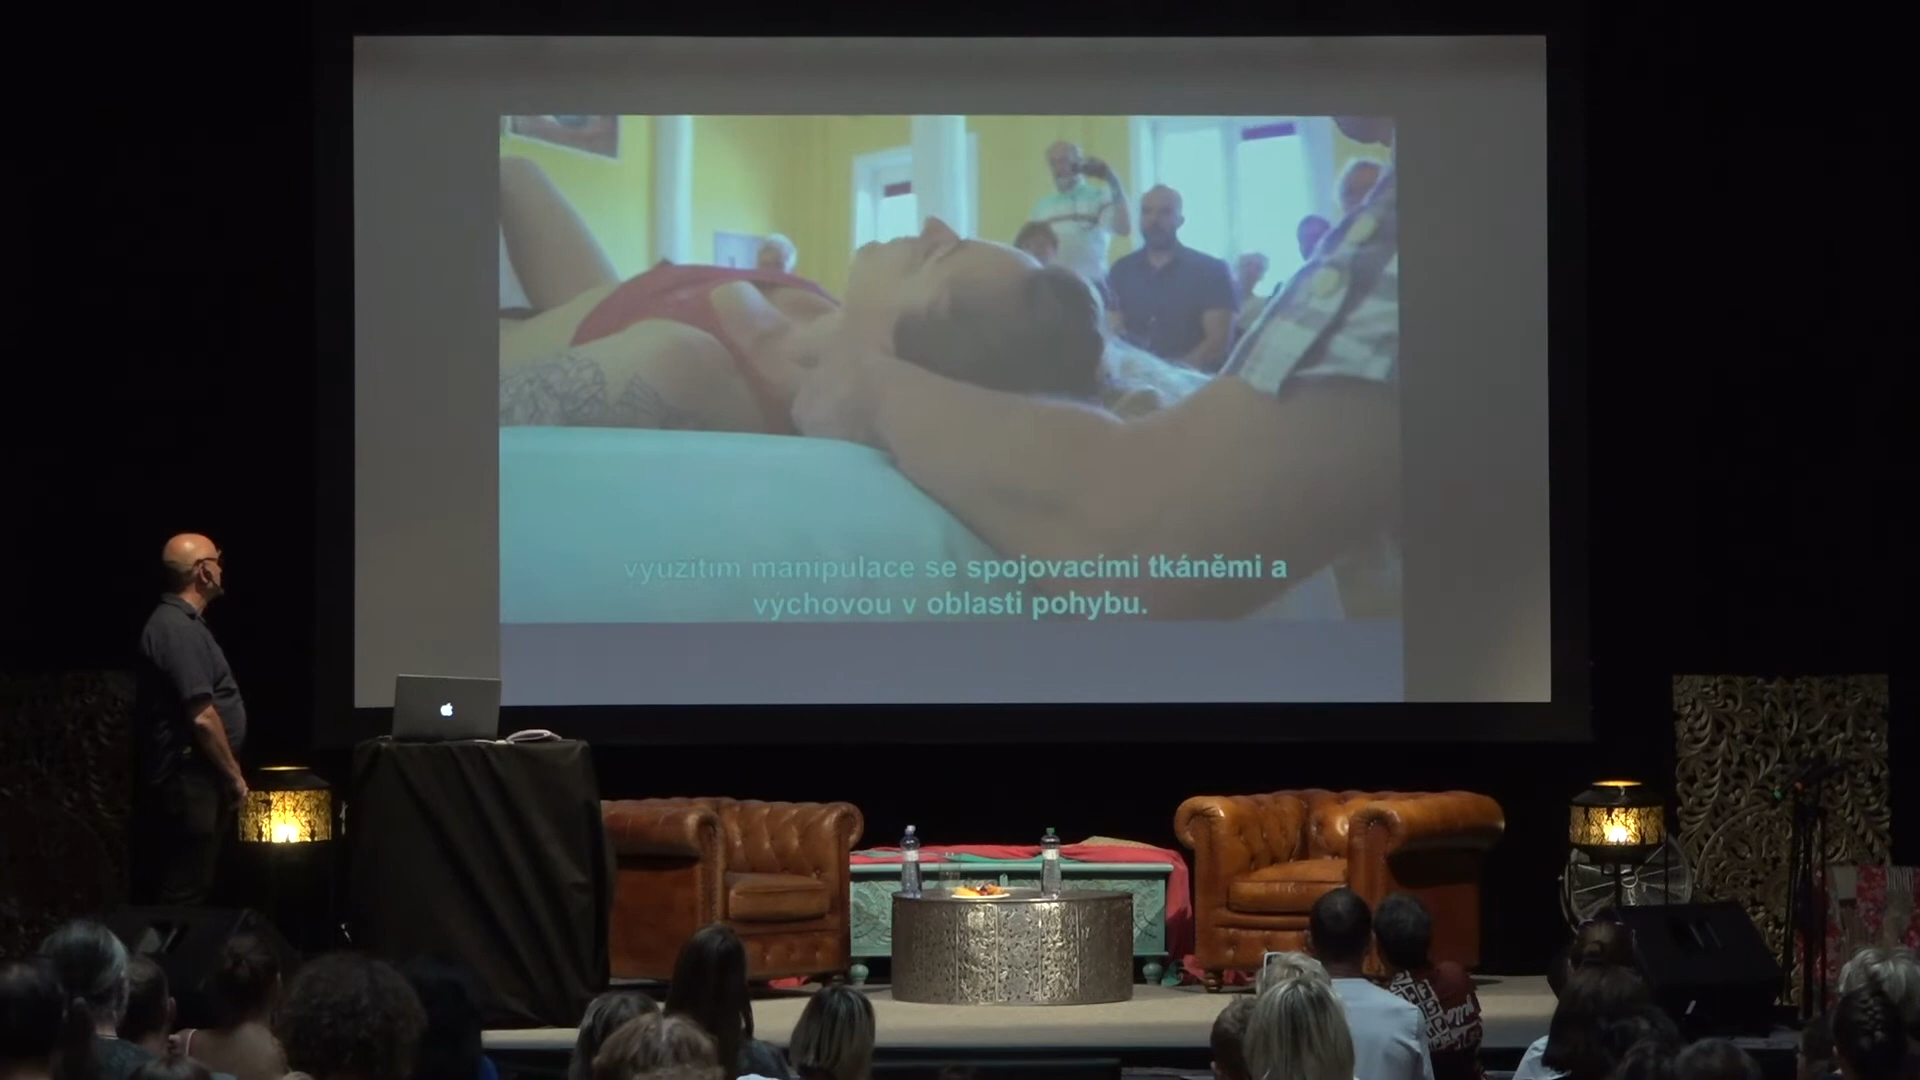 využitím manipulace se spojovacími tkáněmi a
výchovou v oblasti pohybu.